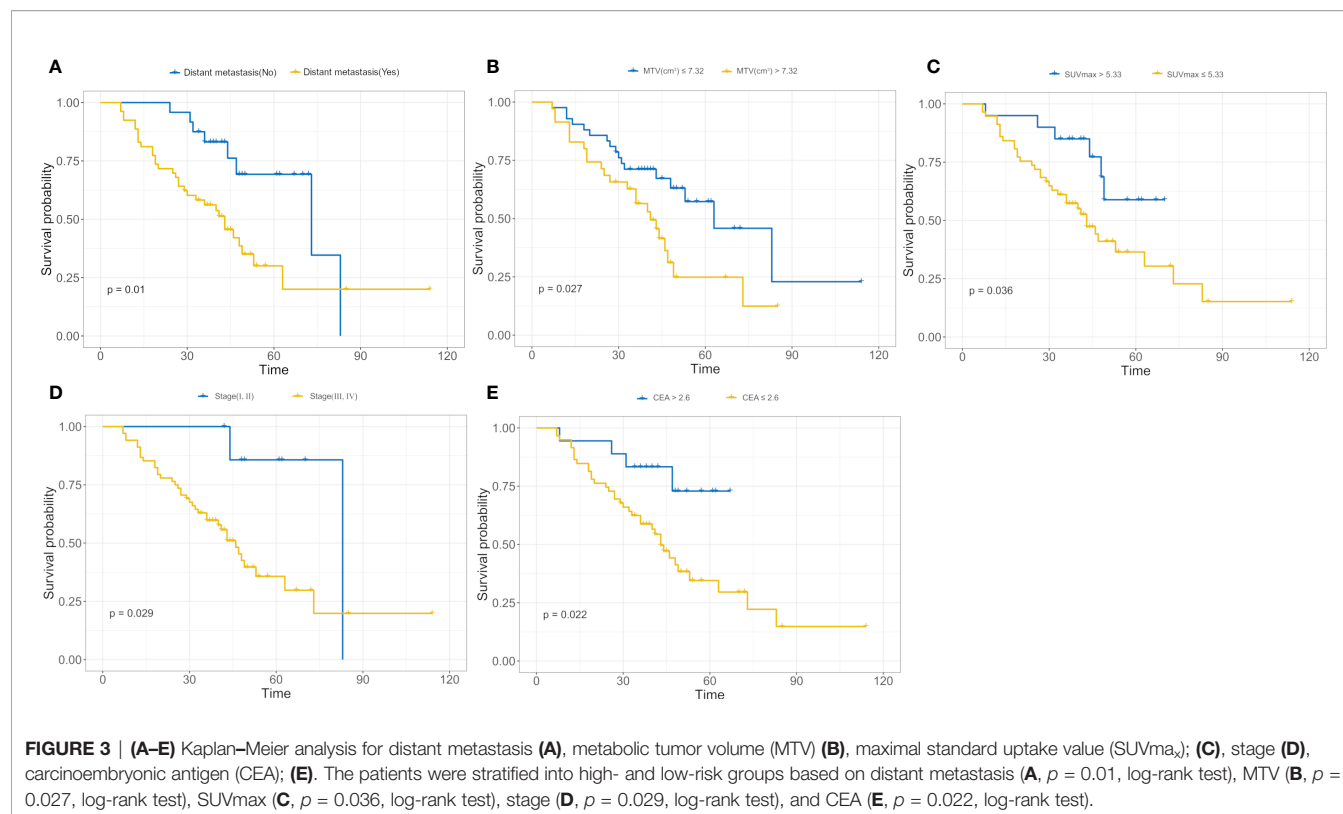 A
Distant metastasis(No) Distant metastasis(Yes)
Survival probability
1.00
0.75
0.50
0.25
0.00
p = 0.01
0 30 60 90 120
Time
B
MTV(cm³) ≤ 7.32 MTV(cm³) > 7.32
Survival probability
1.00
0.75
0.50
0.25
0.00
p = 0.027
0 30 60 90 120
Time
C
SUVmax > 5.33 SUVmax ≤ 5.33
Survival probability
1.00
0.75
0.50
0.25
0.00
p = 0.036
0 30 60 90 120
Time
D
Stage(I, II) Stage(III, IV)
Survival probability
1.00
0.75
0.50
0.25
0.00
p = 0.029
0 30 60 90 120
Time
E
CEA > 2.6 CEA ≤ 2.6
Survival probability
1.00
0.75
0.50
0.25
0.00
p = 0.022
0 30 60 90 120
Time
FIGURE 3 | (A–E) Kaplan–Meier analysis for distant metastasis (A), metabolic tumor volume (MTV) (B), maximal standard uptake value (SUVmax); (C), stage (D),
carcinoembryonic antigen (CEA); (E). The patients were stratified into high- and low-risk groups based on distant metastasis (A, p = 0.01, log-rank test), MTV (B, p =
0.027, log-rank test), SUVmax (C, p = 0.036, log-rank test), stage (D, p = 0.029, log-rank test), and CEA (E, p = 0.022, log-rank test).